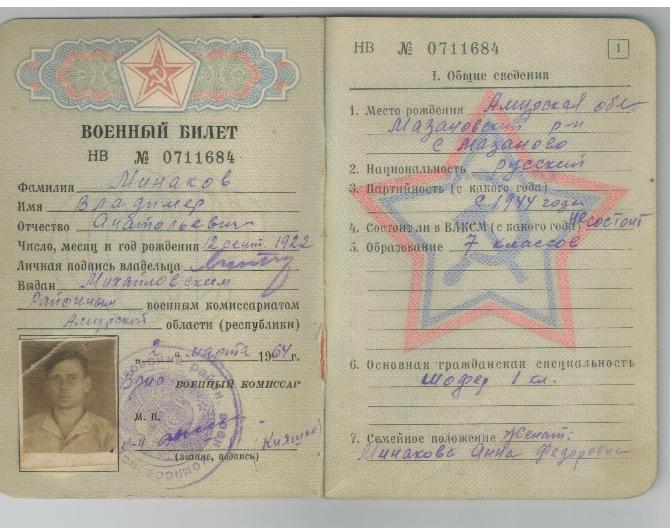 ВОЕННЫЙ БИЛЕТ
НВ № 0711684
Фамилия Минаков
Имя Владимер
Отчество Анатольевич
Число, месяц и год рождения 12 сент. 1922
Личная подпись владельца
Выдан Михайловским
Районным военным комиссариатом
Амурской области (республики)
„ 2 " марта 1964 г.
Врио ВОЕННЫЙ КОМИССАР
М. П.
(Кияшко)
(звание, подпись)
НВ № 0711684 1
I. Общие сведения
1. Место рождения Амурская обл
Мазановский р-н
с Мазаново
2. Национальность русский
3. Партийность (с какого года)
с 1944 года
4. Состоит ли в ВЛКСМ (с какого года) не состоит
5. Образование 7 классов
6. Основная гражданская специальность
шофер 1 кл.
7. Семейное положение женат:
Минакова Анна Федоровна